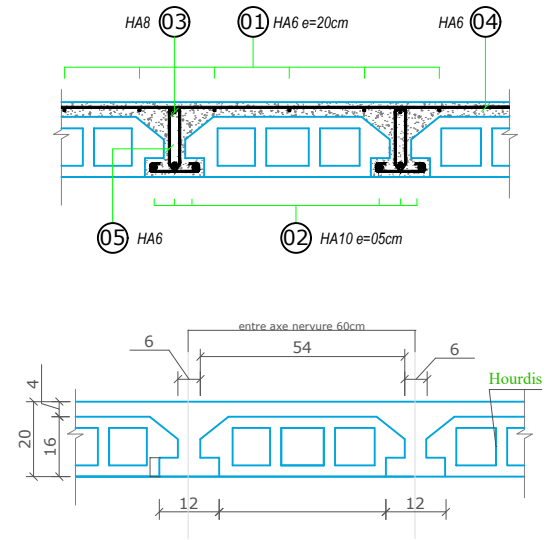 HA8 03 01 HA6 e=20cm HA6 04
05 HA6 02 HA10 e=05cm
entre axe nervure 60cm
6 54 6
Hourdis
4
20 16
12 12